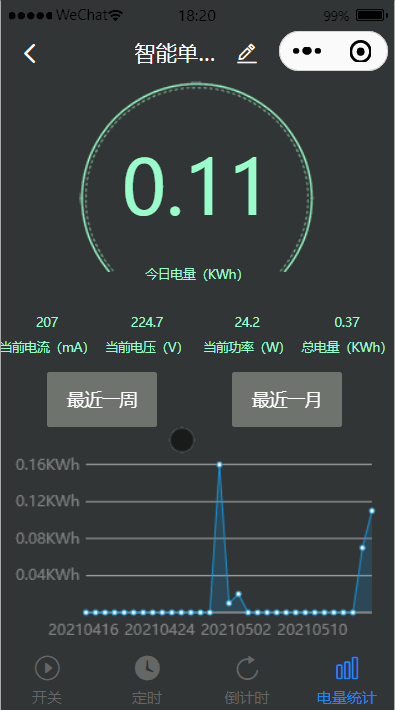 WeChat 18:20 99%
智能单...
0.11
今日电量（KWh）
207 224.7 24.2 0.37
当前电流（mA） 当前电压（V） 当前功率（W） 总电量（KWh）
最近一周 最近一月
0.16KWh
0.12KWh
0.08KWh
0.04KWh
20210416 20210424 20210502 20210510
开关 定时 倒计时 电量统计